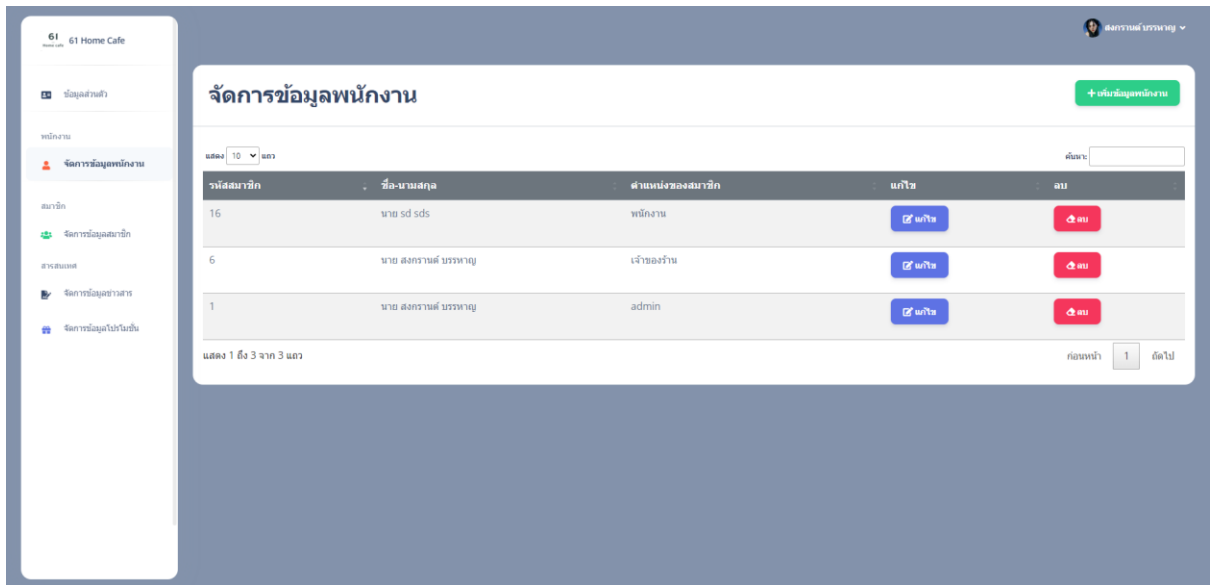 61 Home Cafe
สงกรานต์ บรรหาญ
ข้อมูลส่วนตัว
พนักงาน
จัดการข้อมูลพนักงาน
สมาชิก
จัดการข้อมูลสมาชิก
สารสนเทศ
จัดการข้อมูลข่าวสาร
จัดการข้อมูลโปรโมชั่น
จัดการข้อมูลพนักงาน
+ เพิ่มข้อมูลพนักงาน
แสดง 10 แถว
ค้นหา:
รหัสสมาชิก ชื่อ-นามสกุล ตำแหน่งของสมาชิก แก้ไข ลบ
16 นาย sd sds พนักงาน แก้ไข ลบ
6 นาย สงกรานต์ บรรหาญ เจ้าของร้าน แก้ไข ลบ
1 นาย สงกรานต์ บรรหาญ admin แก้ไข ลบ
แสดง 1 ถึง 3 จาก 3 แถว
ก่อนหน้า 1 ถัดไป